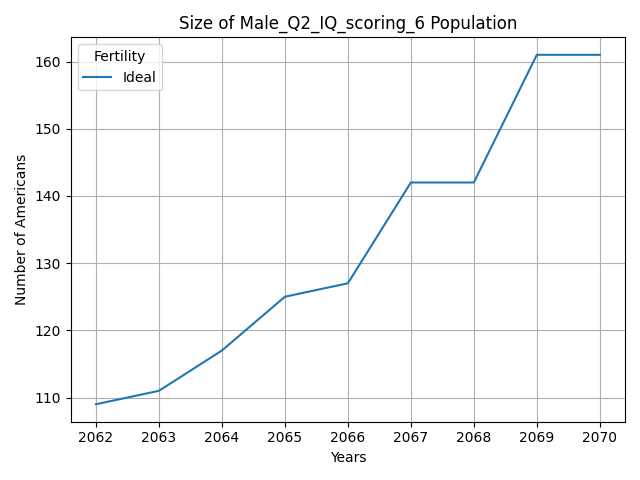 Size of Male_Q2_IQ_scoring_6 Population
Fertility
Ideal
Number of Americans
160
150
140
130
120
110
2062 2063 2064 2065 2066 2067 2068 2069 2070
Years